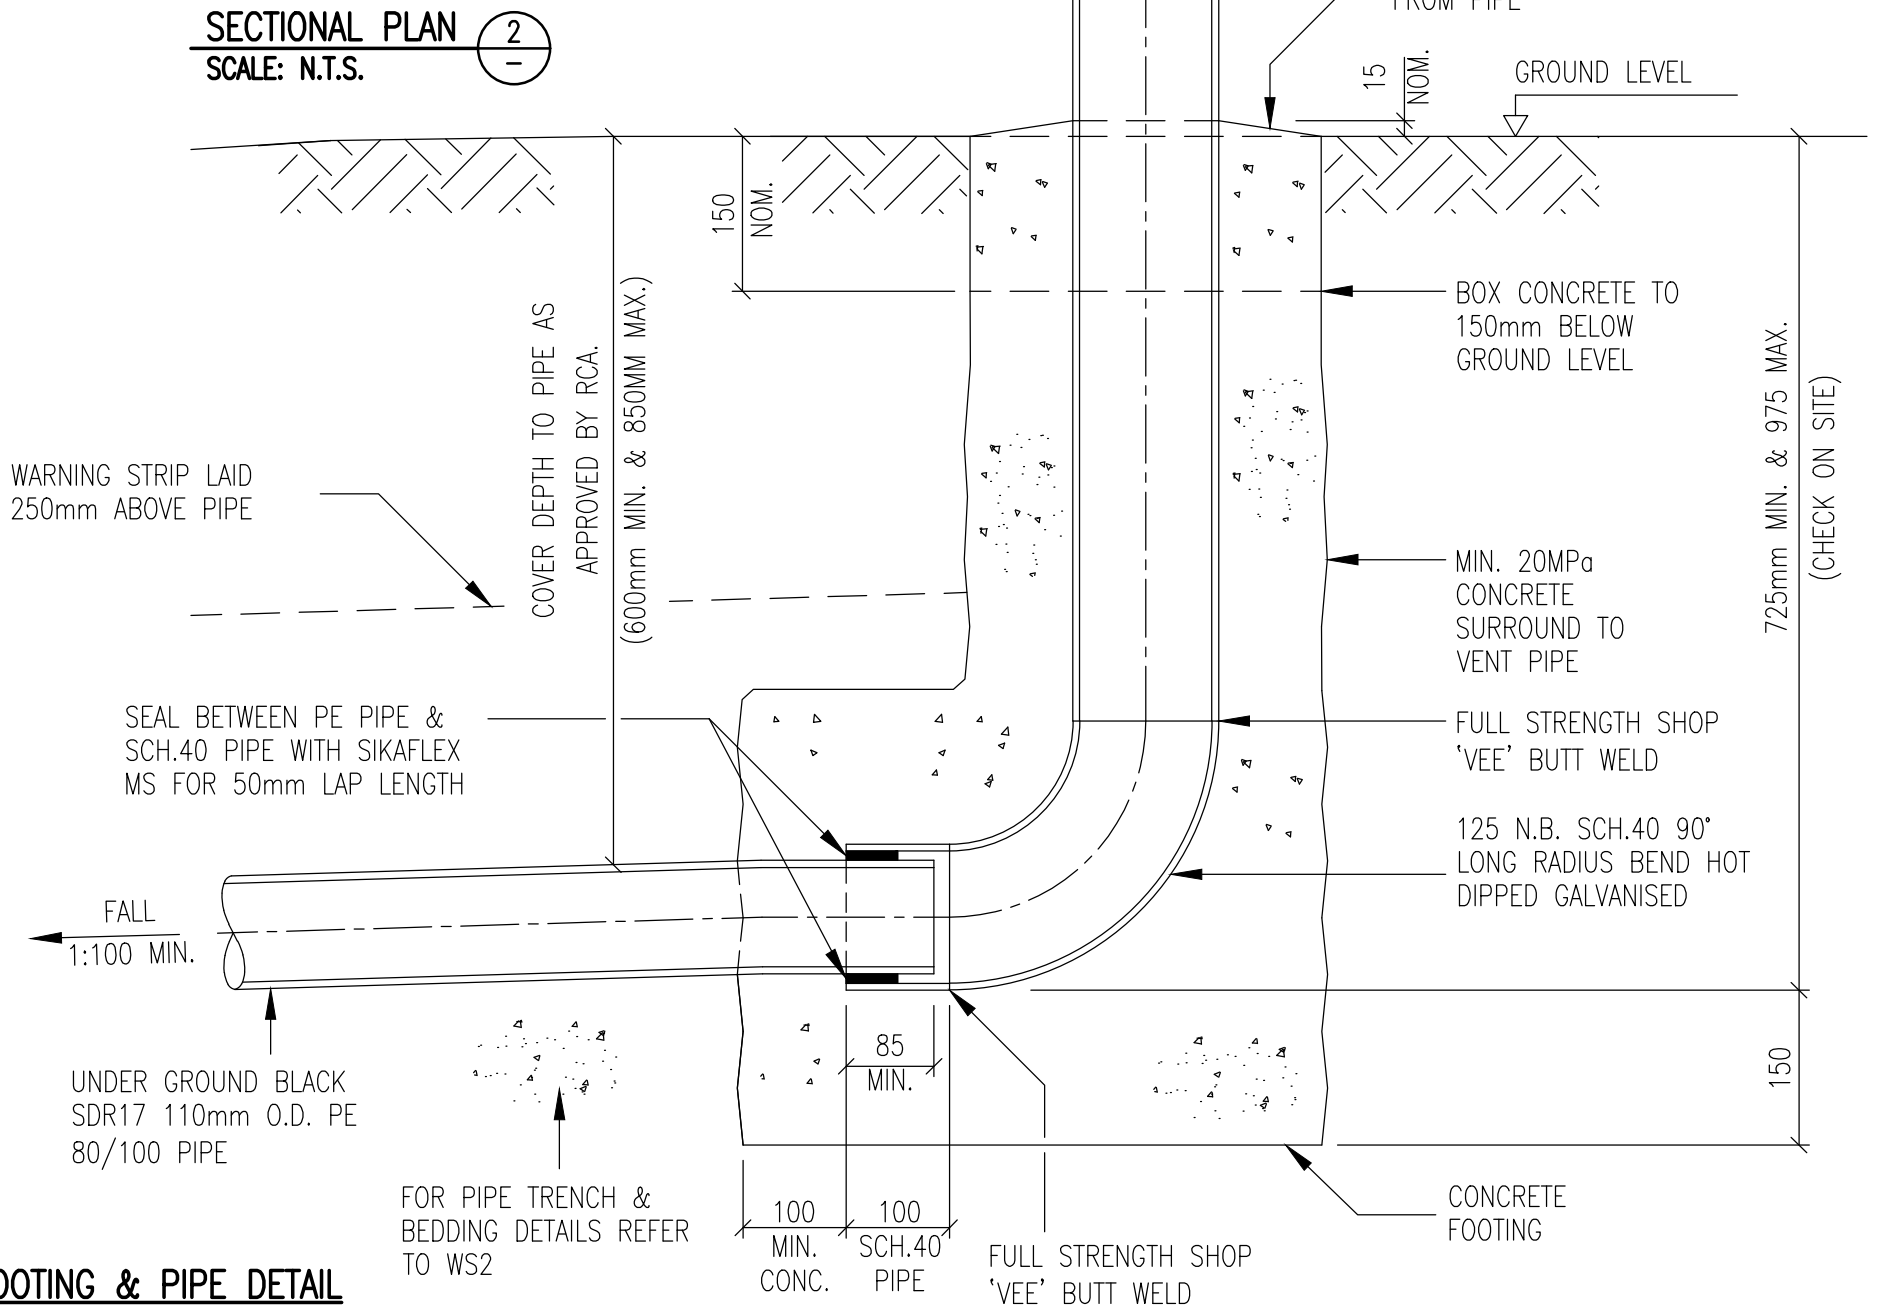 SECTIONAL PLAN
2
–
SCALE: N.T.S.
FROM PIPE
15
NOM.
GROUND LEVEL
150
NOM.
COVER DEPTH TO PIPE AS
APPROVED BY RCA.
(600mm MIN. & 850MM MAX.)
BOX CONCRETE TO
150mm BELOW
GROUND LEVEL
725mm MIN. & 975 MAX.
(CHECK ON SITE)
WARNING STRIP LAID
250mm ABOVE PIPE
MIN. 20MPa
CONCRETE
SURROUND TO
VENT PIPE
SEAL BETWEEN PE PIPE &
SCH.40 PIPE WITH SIKAFLEX
MS FOR 50mm LAP LENGTH
FULL STRENGTH SHOP
'VEE' BUTT WELD
125 N.B. SCH.40 90°
LONG RADIUS BEND HOT
DIPPED GALVANISED
FALL
1:100 MIN.
85
MIN.
150
UNDER GROUND BLACK
SDR17 110mm O.D. PE
80/100 PIPE
FOR PIPE TRENCH &
BEDDING DETAILS REFER
TO WS2
100
MIN.
CONC.
100
SCH.40
PIPE
FULL STRENGTH SHOP
'VEE' BUTT WELD
CONCRETE
FOOTING
OOTING & PIPE DETAIL